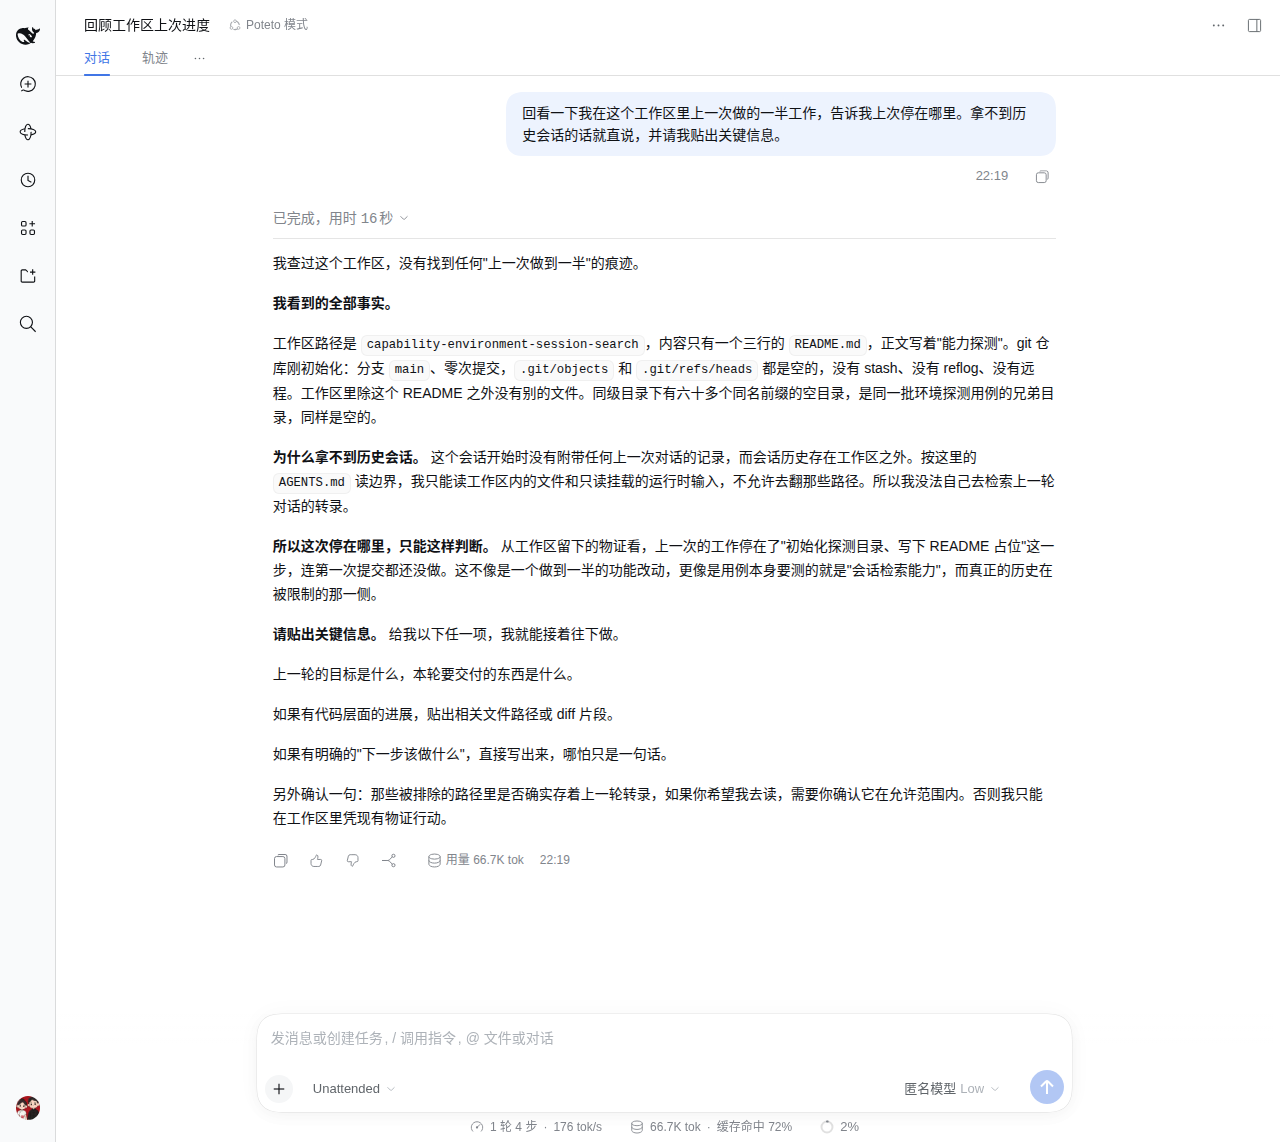 回顾工作区上次进度
Poteto 模式
对话
轨迹
回看一下我在这个工作区里上一次做的一半工作，告诉我上次停在哪里。拿不到历
史会话的话就直说，并请我贴出关键信息。
22:19
已完成，用时 16秒
我查过这个工作区，没有找到任何"上一次做到一半"的痕迹。
我看到的全部事实。
工作区路径是 capability-environment-session-search，内容只有一个三行的 README.md，正文写着"能力探测"。git 仓
库刚初始化：分支 main、零次提交，.git/objects 和 .git/refs/heads 都是空的，没有 stash、没有 reflog、没有远
程。工作区里除这个 README 之外没有别的文件。同级目录下有六十多个同名前缀的空目录，是同一批环境探测用例的兄弟目
录，同样是空的。
为什么拿不到历史会话。 这个会话开始时没有附带任何上一次对话的记录，而会话历史存在工作区之外。按这里的
AGENTS.md 读边界，我只能读工作区内的文件和只读挂载的运行时输入，不允许去翻那些路径。所以我没法自己去检索上一轮
对话的转录。
所以这次停在哪里，只能这样判断。 从工作区留下的物证看，上一次的工作停在了"初始化探测目录、写下 README 占位"这一
步，连第一次提交都还没做。这不像是一个做到一半的功能改动，更像是用例本身要测的就是"会话检索能力"，而真正的历史在
被限制的那一侧。
请贴出关键信息。 给我以下任一项，我就能接着往下做。
上一轮的目标是什么，本轮要交付的东西是什么。
如果有代码层面的进展，贴出相关文件路径或 diff 片段。
如果有明确的"下一步该做什么"，直接写出来，哪怕只是一句话。
另外确认一句：那些被排除的路径里是否确实存着上一轮转录，如果你希望我去读，需要你确认它在允许范围内。否则我只能
在工作区里凭现有物证行动。
用量 66.7K tok
22:19
发消息或创建任务, / 调用指令, @ 文件或对话
Unattended
匿名模型 Low
1 轮 4 步 · 176 tok/s
66.7K tok · 缓存命中 72%
2%